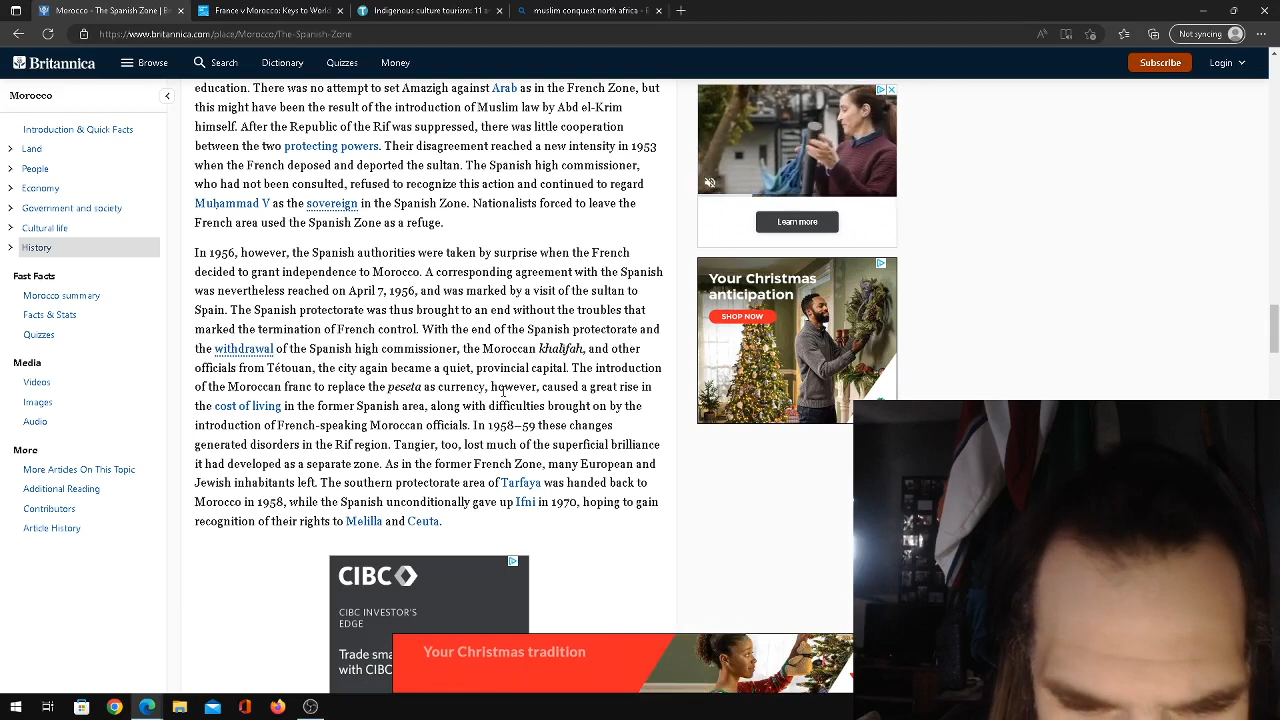 Morocco - The Spanish Zone | B
France v Morocco: Keys to World
Indigenous culture tourism: 11 a
muslim conquest north africa - B
https://www.britannica.com/place/Morocco/The-Spanish-Zone
Not syncing
Britannica
Browse
Search
Dictionary
Quizzes
Money
Subscribe
Login
Morocco
Introduction & Quick Facts
Land
People
Economy
Government and society
Cultural life
History
Fast Facts
Morocco summary
Facts & Stats
Quizzes
Media
Videos
Images
Audio
More
More Articles On This Topic
Additional Reading
Contributors
Article History
education. There was no attempt to set Amazigh against Arab as in the French Zone, but
this might have been the result of the introduction of Muslim law by Abd el-Krim
himself. After the Republic of the Rif was suppressed, there was little cooperation
between the two protecting powers. Their disagreement reached a new intensity in 1953
when the French deposed and deported the sultan. The Spanish high commissioner,
who had not been consulted, refused to recognize this action and continued to regard
Muḥammad V as the sovereign in the Spanish Zone. Nationalists forced to leave the
French area used the Spanish Zone as a refuge.
In 1956, however, the Spanish authorities were taken by surprise when the French
decided to grant independence to Morocco. A corresponding agreement with the Spanish
was nevertheless reached on April 7, 1956, and was marked by a visit of the sultan to
Spain. The Spanish protectorate was thus brought to an end without the troubles that
marked the termination of French control. With the end of the Spanish protectorate and
the withdrawal of the Spanish high commissioner, the Moroccan khalīfah, and other
officials from Tétouan, the city again became a quiet, provincial capital. The introduction
of the Moroccan franc to replace the peseta as currency, however, caused a great rise in
the cost of living in the former Spanish area, along with difficulties brought on by the
introduction of French-speaking Moroccan officials. In 1958–59 these changes
generated disorders in the Rif region. Tangier, too, lost much of the superficial brilliance
it had developed as a separate zone. As in the former French Zone, many European and
Jewish inhabitants left. The southern protectorate area of Tarfaya was handed back to
Morocco in 1958, while the Spanish unconditionally gave up Ifni in 1970, hoping to gain
recognition of their rights to Melilla and Ceuta.
Learn more
Your Christmas
anticipation
SHOP NOW
CIBC
CIBC INVESTOR'S
EDGE
Trade sma
with CIBC
Your Christmas tradition